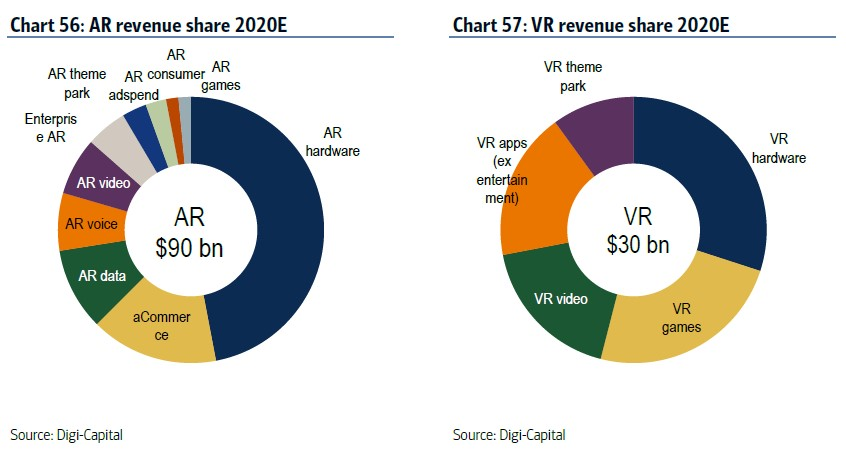 Chart 56: AR revenue share 2020E
AR theme
park
AR
adspend
AR
consumer
AR
games
Enterpris
e AR
AR
hardware
AR video
AR voice
AR data
aCommer
ce
AR
$90 bn
Source: Digi-Capital
Chart 57: VR revenue share 2020E
VR theme
park
VR apps
(ex
entertain
ment)
VR
hardware
VR video
VR
games
VR
$30 bn
Source: Digi-Capital